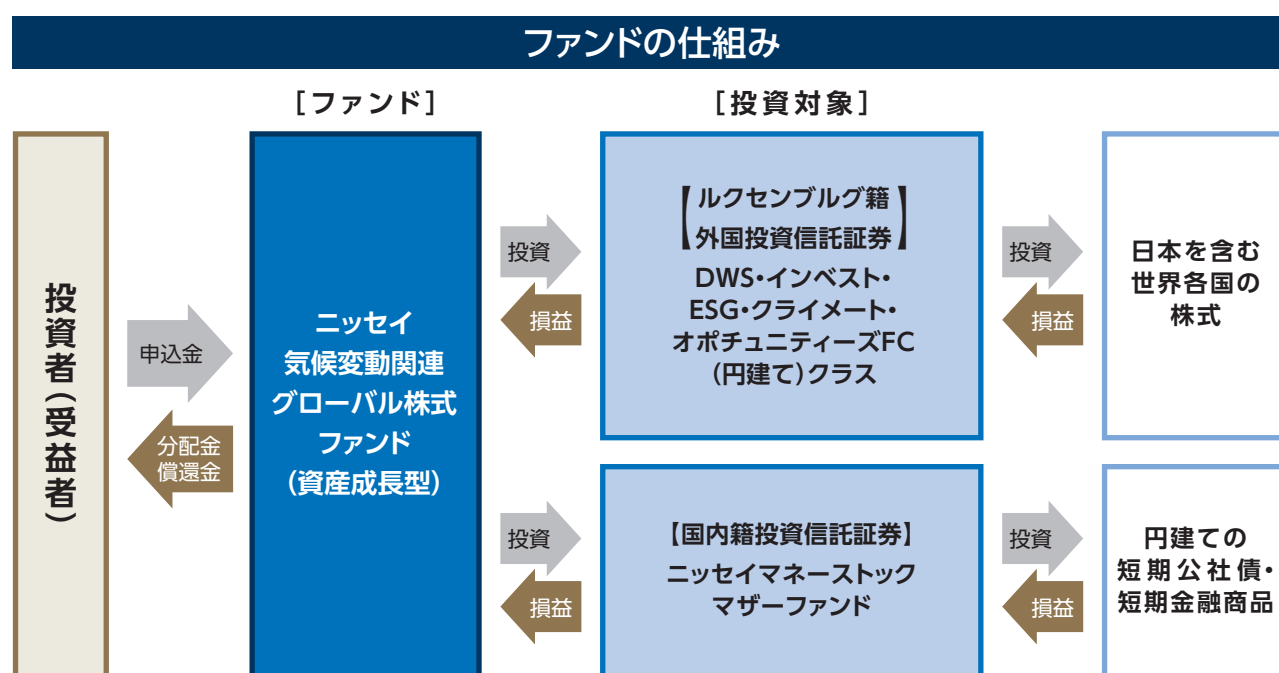 ファンドの仕組み
[ファンド]
[投資対象]
投資者(受益者)
申込金
分配金
償還金
ニッセイ
気候変動関連
グローバル株式
ファンド
(資産成長型)
投資
損益
【ルクセンブルグ籍
外国投資信託証券】
DWS・インベスト・
ESG・クライメート・
オポチュニティーズFC
(円建て)クラス
投資
損益
日本を含む
世界各国の
株式
投資
損益
【国内籍投資信託証券】
ニッセイマネーストック
マザーファンド
投資
損益
円建ての
短期公社債・
短期金融商品